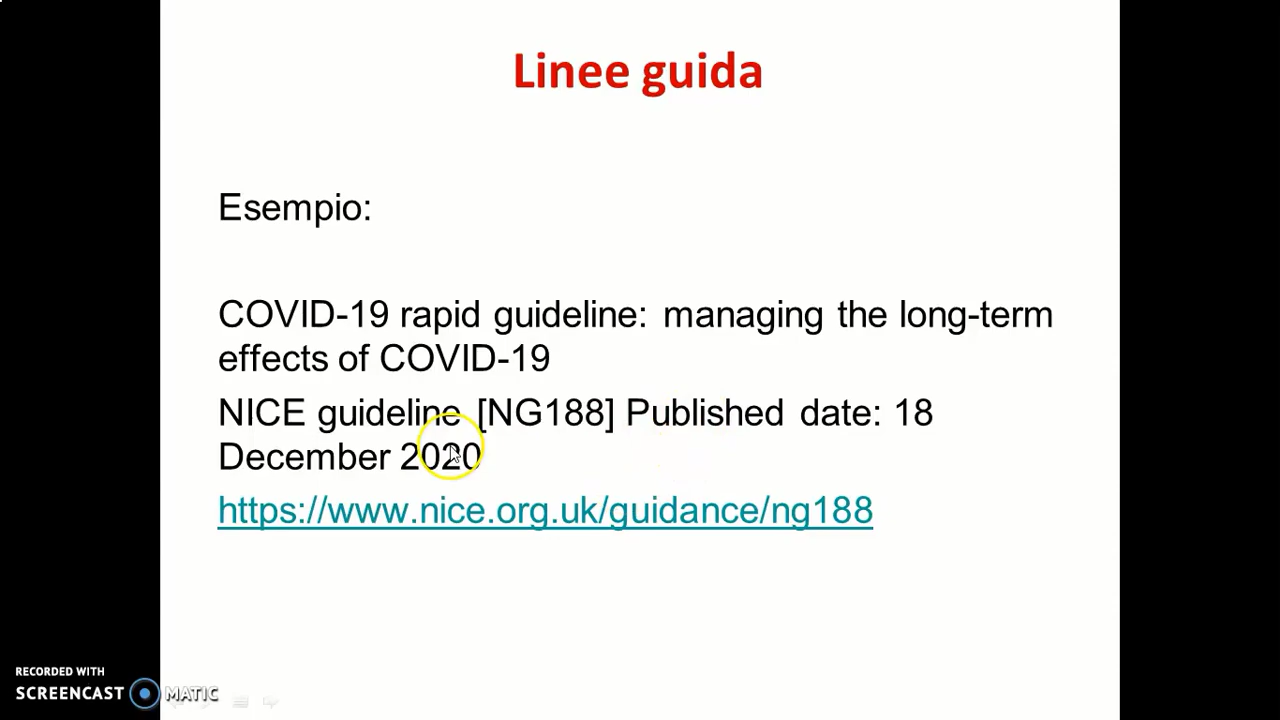 Linee guida
Esempio:
COVID-19 rapid guideline: managing the long-term
effects of COVID-19
NICE guideline [NG188] Published date: 18
December 2020
https://www.nice.org.uk/guidance/ng188
RECORDED WITH
SCREENCAST MATIC